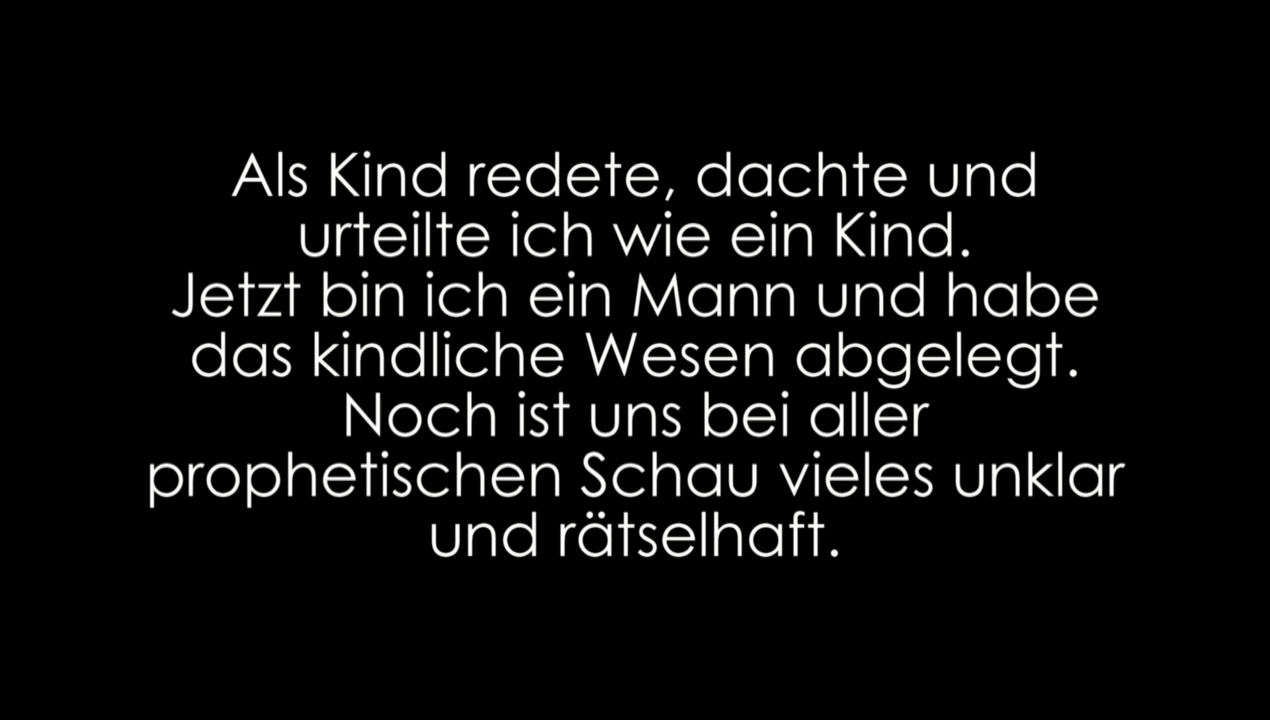 Als Kind redete, dachte und
urteilte ich wie ein Kind.
Jetzt bin ich ein Mann und habe
das kindliche Wesen abgelegt.
Noch ist uns bei aller
prophetischen Schau vieles unklar
und rätselhaft.